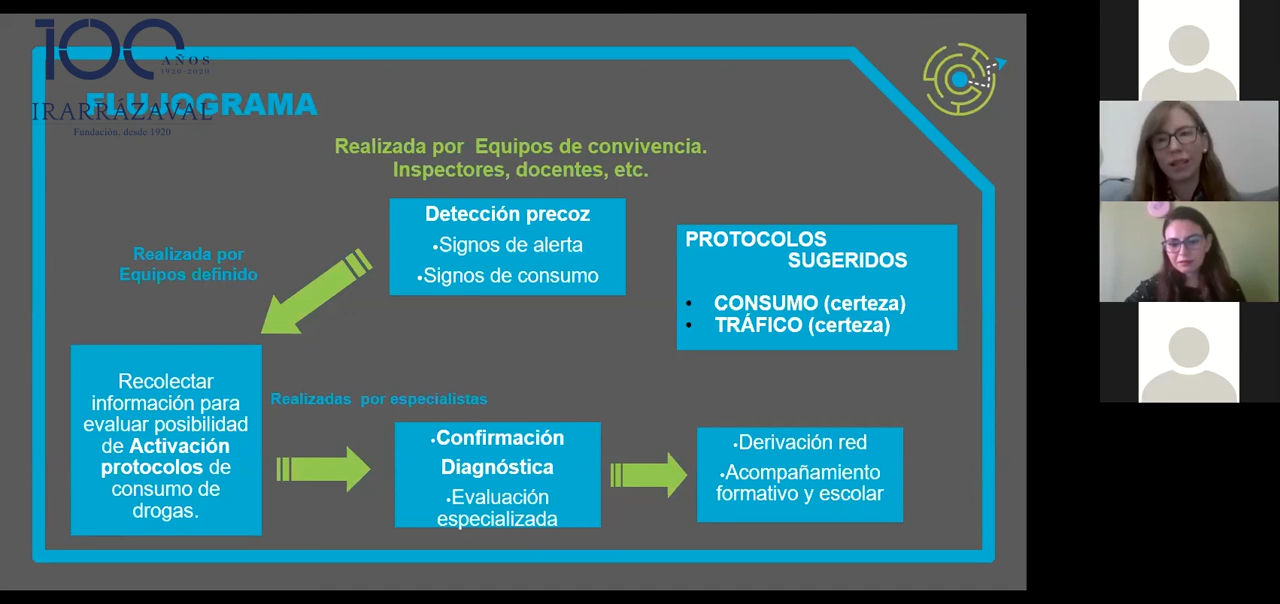 100
AÑOS
1920-2020
IRARRÁZAVAL
Fundación, desde 1920
FLUJOGRAMA
Realizada por Equipos de convivencia.
Inspectores, docentes, etc.
Detección precoz
•Signos de alerta
•Signos de consumo
PROTOCOLOS
SUGERIDOS
• CONSUMO (certeza)
• TRÁFICO (certeza)
Realizada por
Equipos definido
Recolectar
información para
evaluar posibilidad
de Activación
protocolos de
consumo de
drogas.
Realizadas por especialistas
•Confirmación
Diagnóstica
•Evaluación
especializada
•Derivación red
•Acompañamiento
formativo y escolar